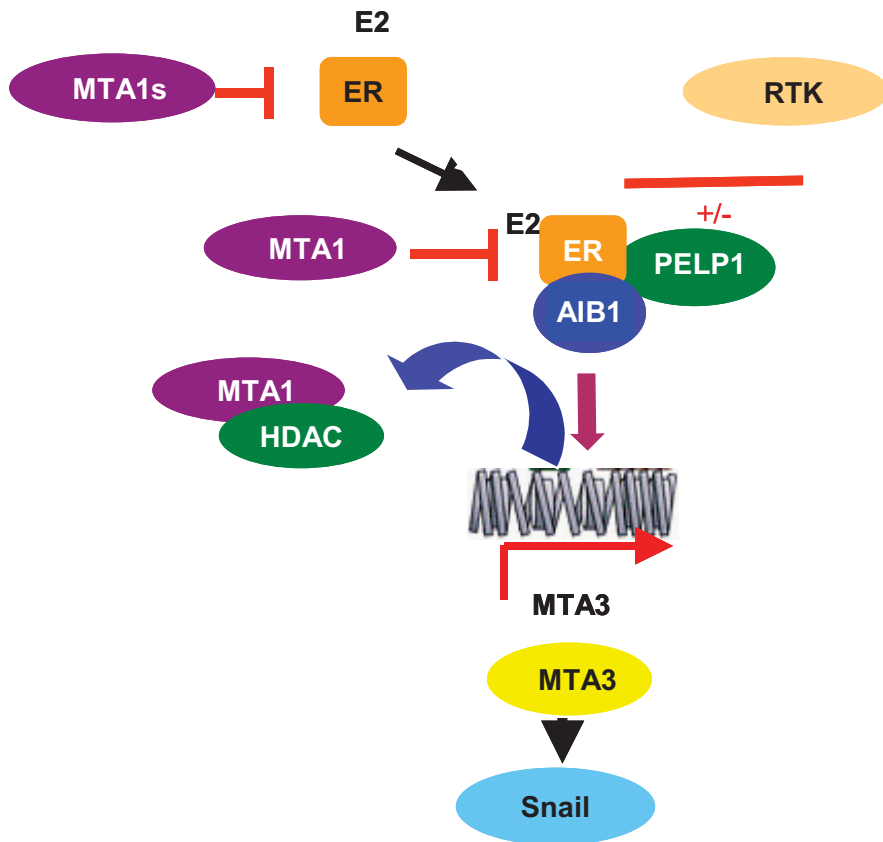 E2
MTA1s
ER
RTK
+/-
E2
MTA1
ER
PELP1
AIB1
MTA1
HDAC
MTA3
MTA3
Snail